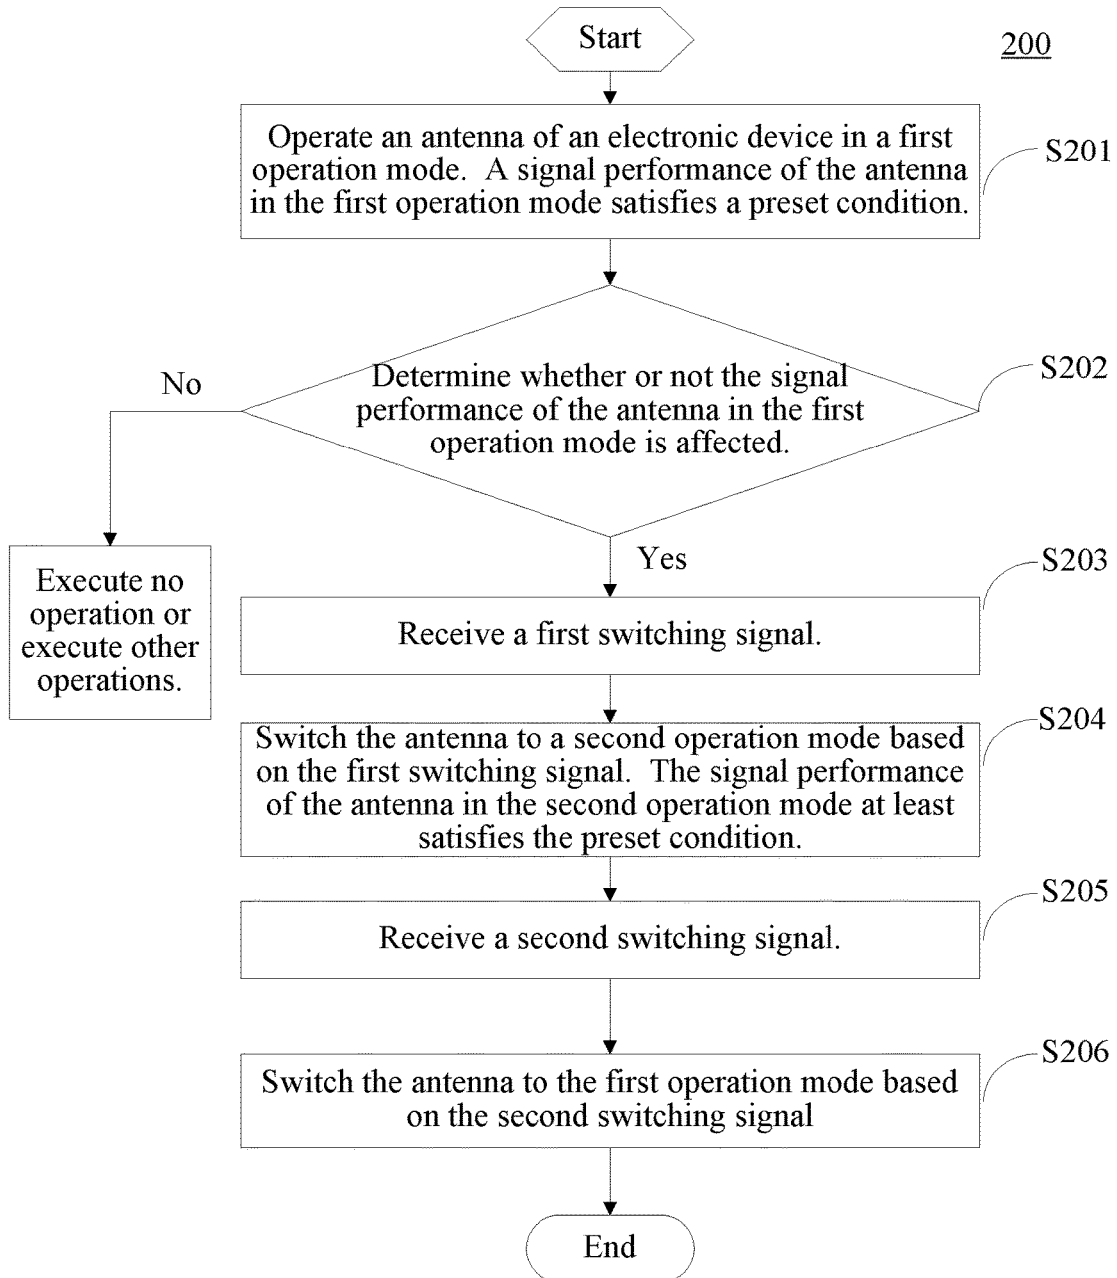 Start
200
Operate an antenna of an electronic device in a first
operation mode.  A signal performance of the antenna
in the first operation mode satisfies a preset condition.
S201
Determine whether or not the signal
performance of the antenna in the first
operation mode is affected.
S202
No
Yes
Execute no
operation or
execute other
operations.
Receive a first switching signal.
S203
Switch the antenna to a second operation mode based
on the first switching signal.  The signal performance
of the antenna in the second operation mode at least
satisfies the preset condition.
S204
Receive a second switching signal.
S205
Switch the antenna to the first operation mode based
on the second switching signal
S206
End